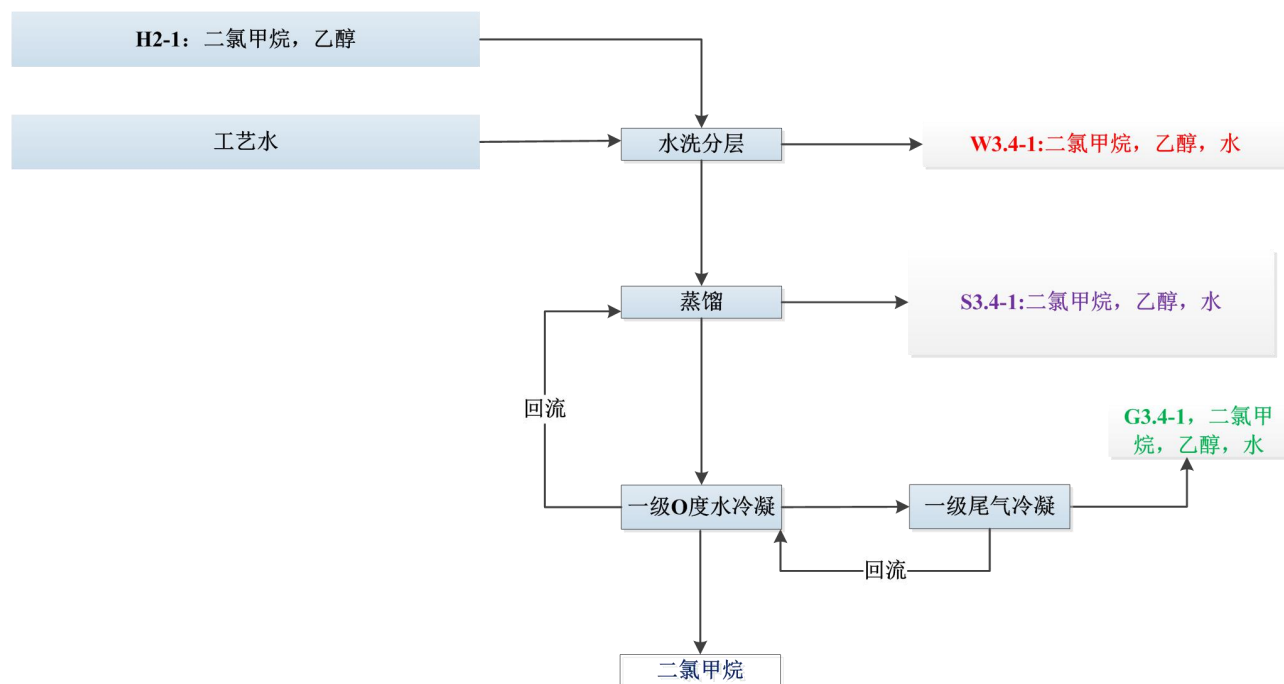 H2-1：二氯甲烷，乙醇
工艺水
水洗分层
W3.4-1:二氯甲烷，乙醇，水
蒸馏
S3.4-1:二氯甲烷，乙醇，水
回流
G3.4-1，二氯甲
烷，乙醇，水
一级O度水冷凝
一级尾气冷凝
回流
二氯甲烷